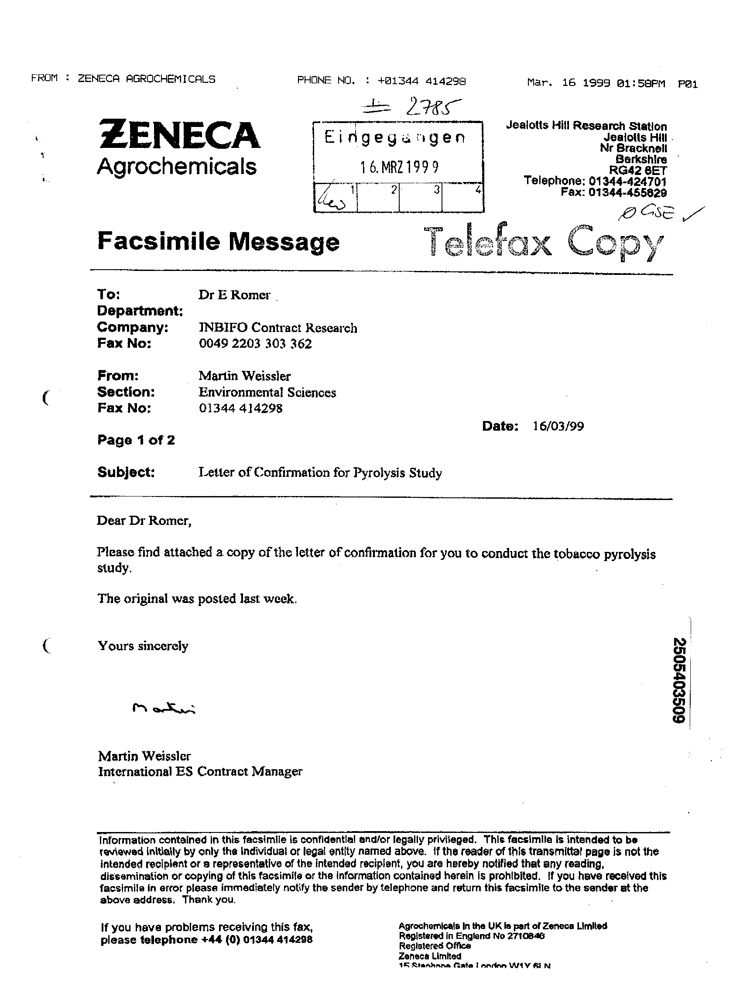 FROM : ZENECA AGROCHEMICALS PHONE NO. : +01344 414298 Mar. 16 1999 01:58PM P01
2785
ZENECA
Agrochemicals
Eingegangen
16. MRZ 1999
1 2 3 4
Jealotts Hill Research Station
Jealotts Hill
Nr Bracknell
Berkshire
RG42 6ET
Telephone: 01344-424701
Fax: 01344-455629
Facsimile Message
Telefax Copy
To: Dr E Romer
Department:
Company: INBIFO Contract Research
Fax No: 0049 2203 303 362
From: Martin Weissler
Section: Environmental Sciences
Fax No: 01344 414298
Date: 16/03/99
Page 1 of 2
Subject: Letter of Confirmation for Pyrolysis Study
Dear Dr Romer,
Please find attached a copy of the letter of confirmation for you to conduct the tobacco pyrolysis
study.
The original was posted last week.
Yours sincerely
Martin
Martin Weissler
International ES Contract Manager
2505403509
Information contained in this facsimile is confidential and/or legally privileged. This facsimile is intended to be
reviewed initially by only the individual or legal entity named above. If the reader of this transmittal page is not the
intended recipient or a representative of the intended recipient, you are hereby notified that any reading,
dissemination or copying of this facsimile or the information contained herein is prohibited. If you have received this
facsimile in error please immediately notify the sender by telephone and return this facsimile to the sender at the
above address. Thank you.
If you have problems receiving this fax,
please telephone +44 (0) 01344 414298
Agrochemicals in the UK is part of Zeneca Limited
Registered in England No 2710846
Registered Office
Zeneca Limited
15 Stanhope Gate London W1Y 6LN